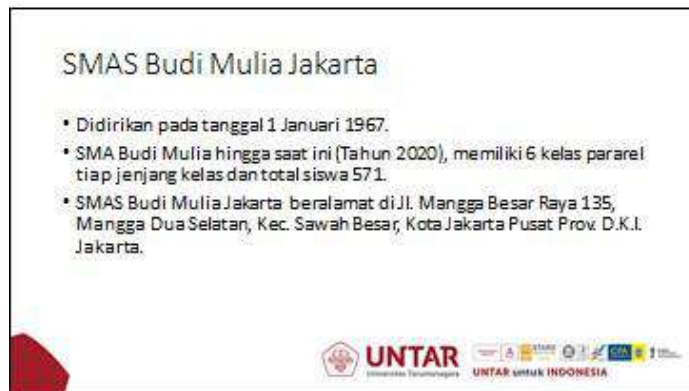 SMAS Budi Mulia Jakarta
• Didirikan pada tanggal 1 Januari 1967.
• SMA Budi Mulia hingga saat ini (Tahun 2020), memiliki 6 kelas pararel
tiap jenjang kelas dan total siswa 571.
• SMAS Budi Mulia Jakarta beralamat di Jl. Mangga Besar Raya 135,
Mangga Dua Selatan, Kec. Sawah Besar, Kota Jakarta Pusat Prov. D.K.I.
Jakarta.
UNTAR
Universitas Tarumanagara
UNTAR untuk INDONESIA